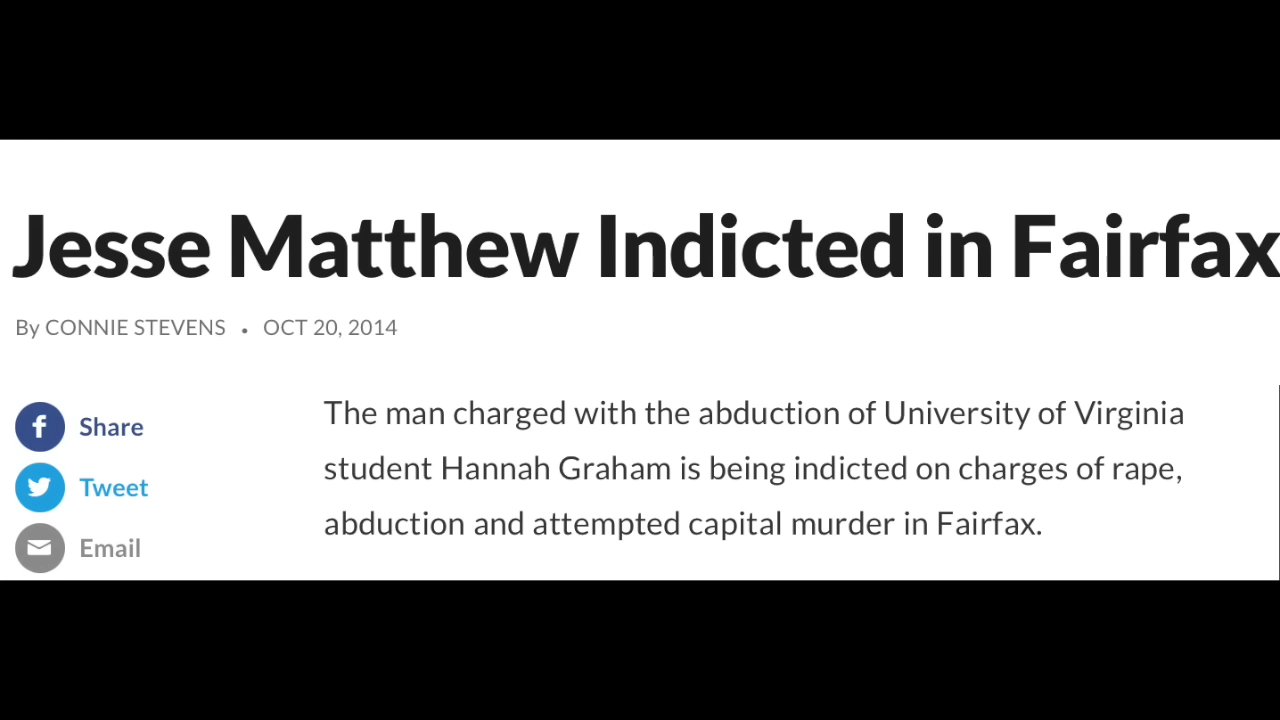 Jesse Matthew Indicted in Fairfax
By CONNIE STEVENS • OCT 20, 2014
Share
Tweet
Email
The man charged with the abduction of University of Virginia
student Hannah Graham is being indicted on charges of rape,
abduction and attempted capital murder in Fairfax.